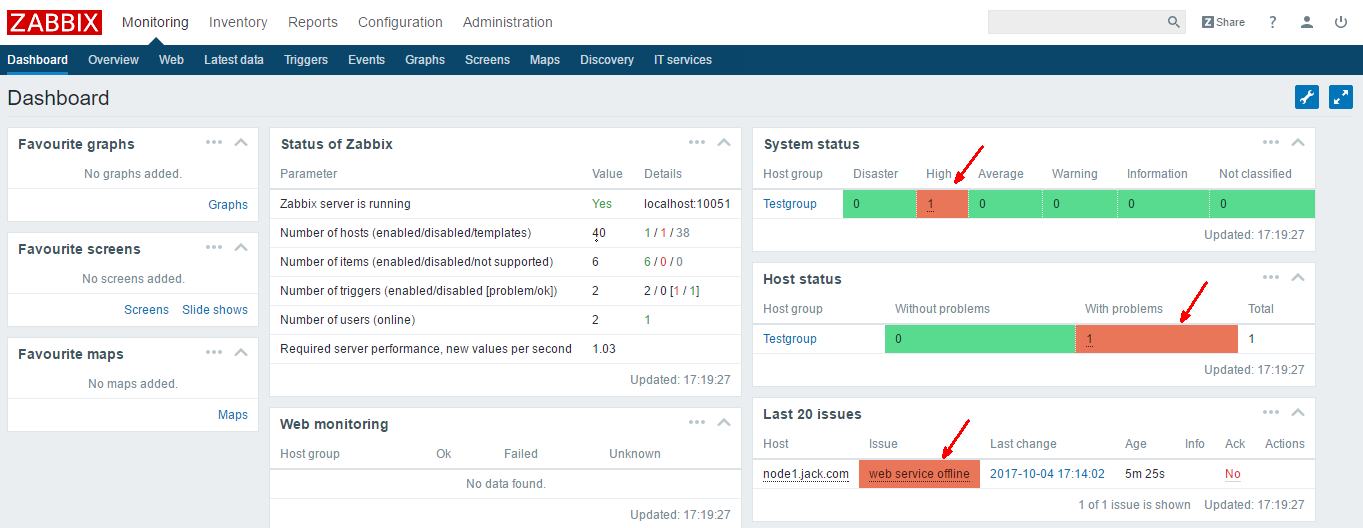 ZABBIX Monitoring Inventory Reports Configuration Administration Z Share ?
Dashboard Overview Web Latest data Triggers Events Graphs Screens Maps Discovery IT services
Dashboard
Favourite graphs
No graphs added.
Graphs
Favourite screens
No screens added.
Screens Slide shows
Favourite maps
No maps added.
Maps
Status of Zabbix
Parameter Value Details
Zabbix server is running Yes localhost:10051
Number of hosts (enabled/disabled/templates) 40 1 / 1 / 38
Number of items (enabled/disabled/not supported) 6 6 / 0 / 0
Number of triggers (enabled/disabled [problem/ok]) 2 2 / 0 [1 / 1]
Number of users (online) 2 1
Required server performance, new values per second 1.03
Updated: 17:19:27
Web monitoring
Host group Ok Failed Unknown
No data found.
Updated: 17:19:27
System status
Host group Disaster High Average Warning Information Not classified
Testgroup 0 1 0 0 0 0
Updated: 17:19:27
Host status
Host group Without problems With problems Total
Testgroup 0 1 1
Updated: 17:19:27
Last 20 issues
Host Issue Last change Age Info Ack Actions
node1.jack.com web service offline 2017-10-04 17:14:02 5m 25s No
1 of 1 issue is shown Updated: 17:19:27